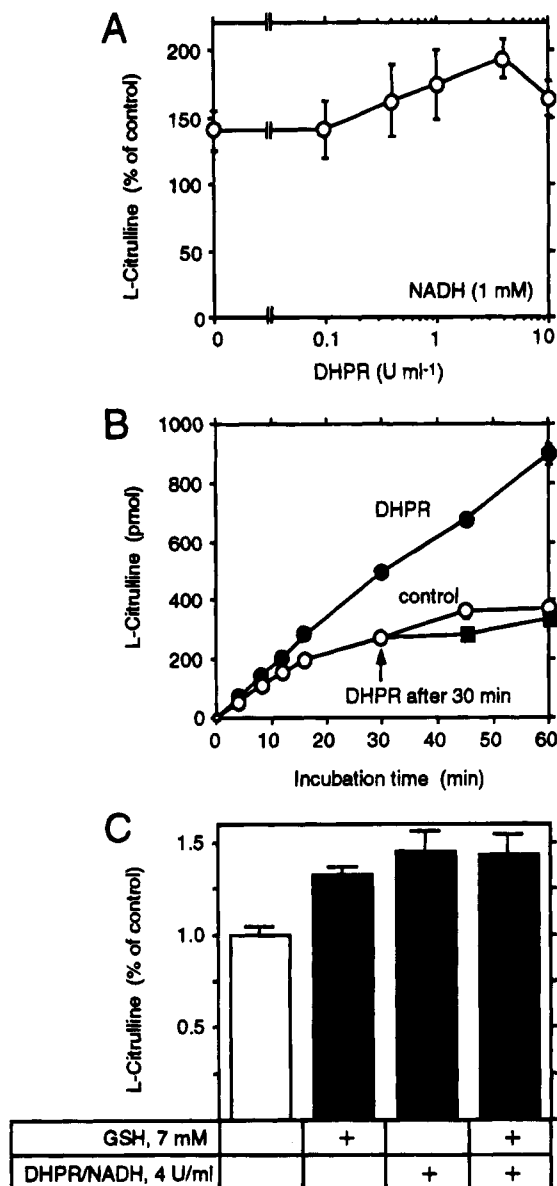 A
L-Citrulline (% of control)
200
150
100
50
0
NADH (1 mM)
0 0.1 1 10
DHPR (U ml-1)
B
L-Citrulline (pmol)
1000
800
600
400
200
0
DHPR
control
DHPR after 30 min
0 10 20 30 40 50 60
Incubation time (min)
C
L-Citrulline (% of control)
1.5
1.0
0.5
GSH, 7 mM + +
DHPR/NADH, 4 U/ml + +